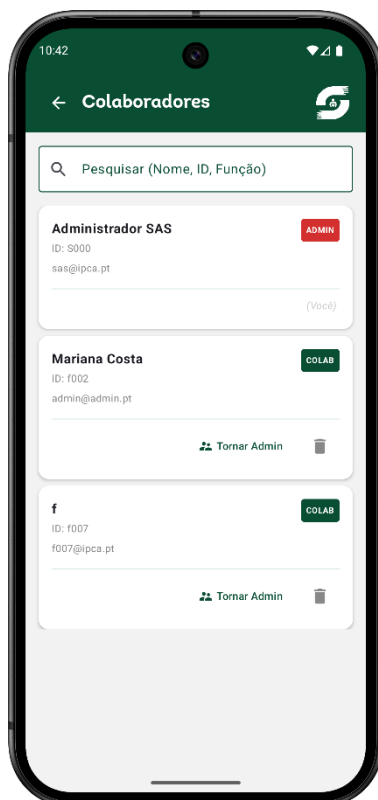 10:42
Colaboradores
Pesquisar (Nome, ID, Função)
Administrador SAS
ADMIN
ID: S000
sas@ipca.pt
(Você)
Mariana Costa
COLAB
ID: f002
admin@admin.pt
Tornar Admin
f
COLAB
ID: f007
f007@ipca.pt
Tornar Admin